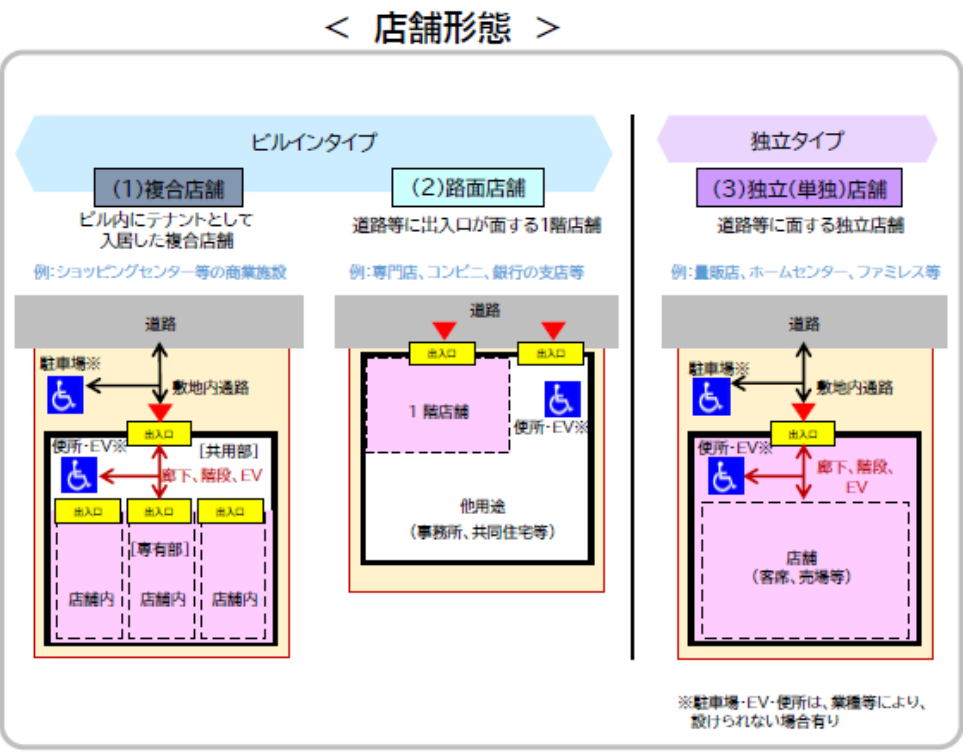 ＜ 店舗形態 ＞
ビルインタイプ
独立タイプ
(1)複合店舗
ビル内にテナントとして
入居した複合店舗
例：ショッピングセンター等の商業施設
道路
駐車場※
敷地内通路
出入口
便所・EV※
[共用部]
廊下、階段、EV
出入口
出入口
出入口
[専有部]
店舗内
店舗内
店舗内
(2)路面店舗
道路等に出入口が面する1階店舗
例：専門店、コンビニ、銀行の支店等
道路
出入口
出入口
1 階店舗
便所・EV※
他用途
（事務所、共同住宅等）
(3)独立(単独)店舗
道路等に面する独立店舗
例：量販店、ホームセンター、ファミレス等
道路
駐車場※
敷地内通路
出入口
便所・EV※
廊下、階段、
EV
店舗
（客席、売場等）
※駐車場・EV・便所は、業種等により、
設けられない場合有り